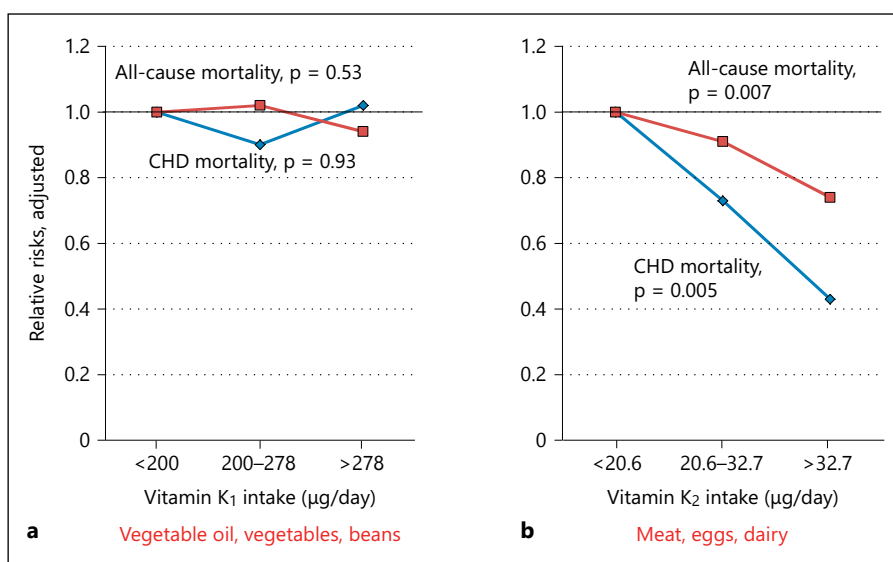 1.2
1.0
0.8
0.6
0.4
0.2
0
Relative risks, adjusted
All-cause mortality, p = 0.53
CHD mortality, p = 0.93
<200
200–278
>278
Vitamin K₁ intake (µg/day)
a
Vegetable oil, vegetables, beans
1.2
1.0
0.8
0.6
0.4
0.2
0
All-cause mortality,
p = 0.007
CHD mortality,
p = 0.005
<20.6
20.6–32.7
>32.7
Vitamin K₂ intake (µg/day)
b
Meat, eggs, dairy